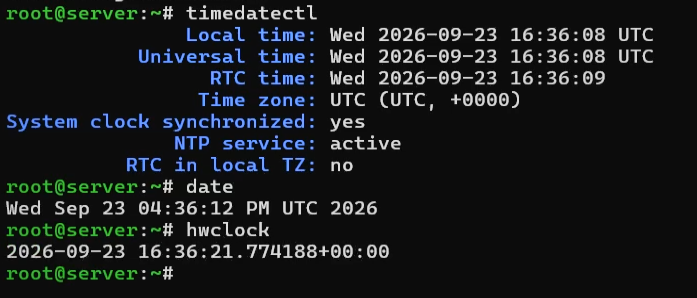 root@server:~# timedatectl
Local time: Wed 2026-09-23 16:36:08 UTC
Universal time: Wed 2026-09-23 16:36:08 UTC
RTC time: Wed 2026-09-23 16:36:09
Time zone: UTC (UTC, +0000)
System clock synchronized: yes
NTP service: active
RTC in local TZ: no
root@server:~# date
Wed Sep 23 04:36:12 PM UTC 2026
root@server:~# hwclock
2026-09-23 16:36:21.774188+00:00
root@server:~#